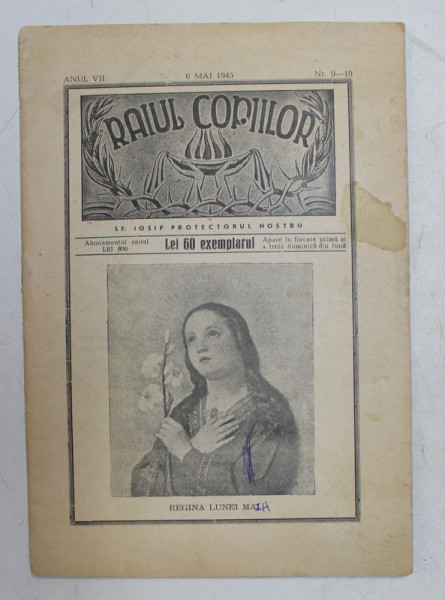 ANUL VII 6 MAI 1945 Nr. 9—10
RAIUL COPIILOR
SF. IOSIF PROTECTORUL NOSTRU
Abonamentul anual
LEI 800
Lei 60 exemplarul
Apare în fiecare primă și
a treia duminică din lună
REGINA LUNEI MAIA